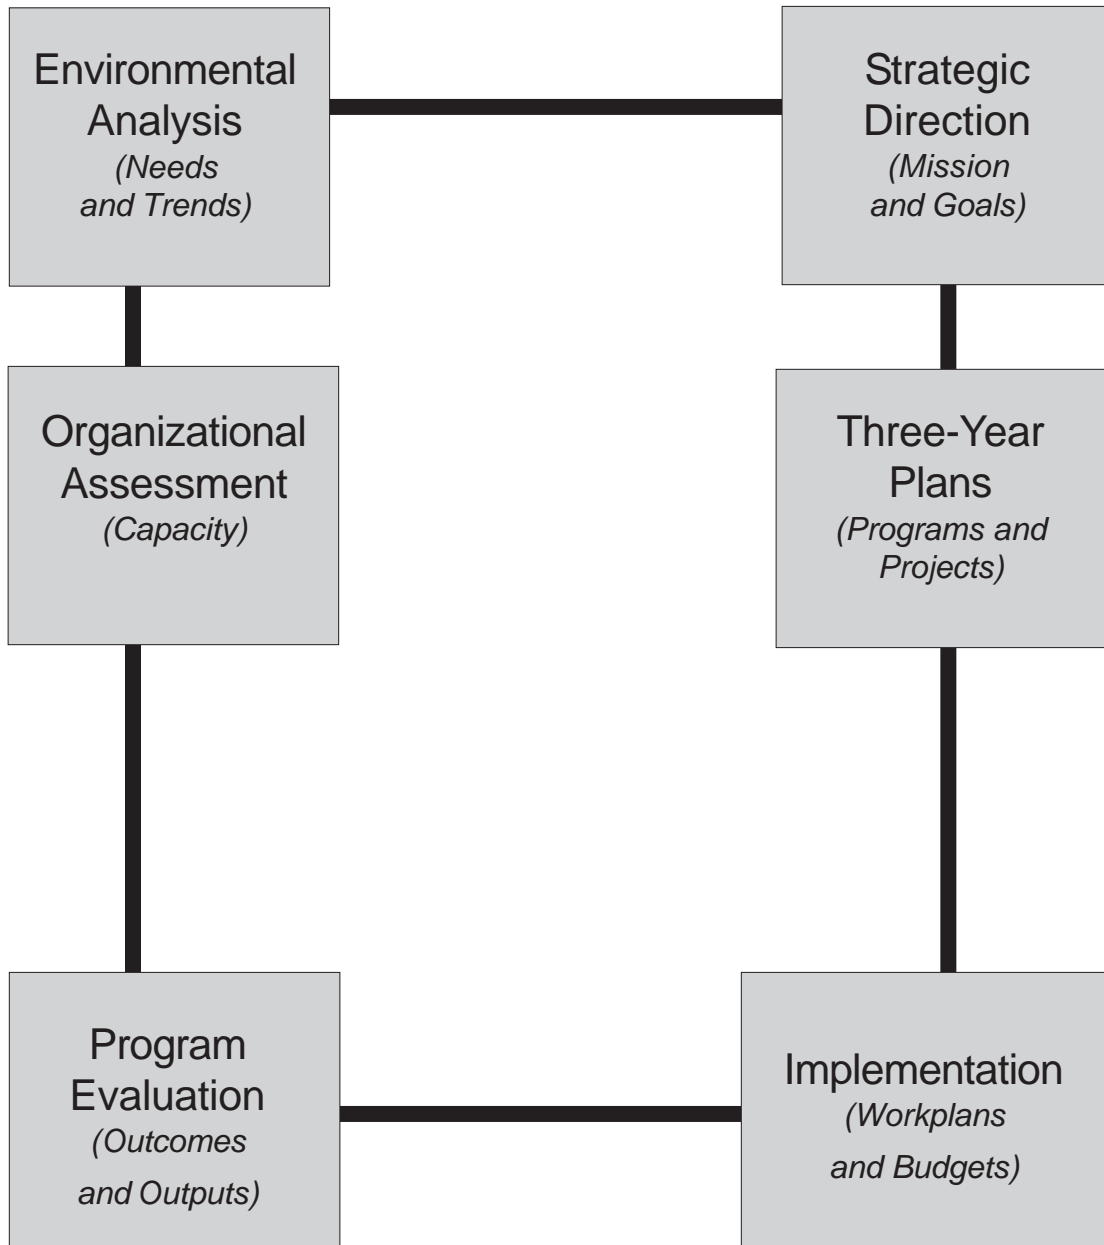 Environmental
Analysis
(Needs
and Trends)
Strategic
Direction
(Mission
and Goals)
Organizational
Assessment
(Capacity)
Three-Year
Plans
(Programs and
Projects)
Program
Evaluation
(Outcomes
and Outputs)
Implementation
(Workplans
and Budgets)